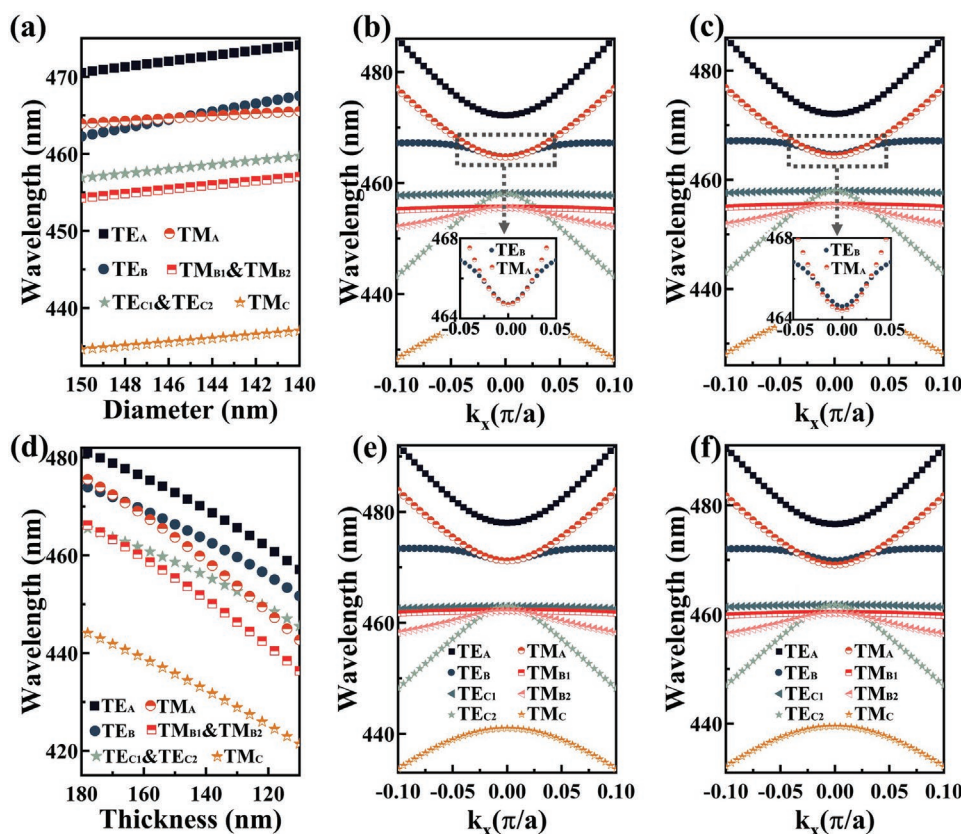 (a)
Wavelength (nm)
470
460
450
440
TEA TMA
TEB TMB1&TMB2
TEC1&TEC2 TMC
150 148 146 144 142 140
Diameter (nm)
(b)
Wavelength (nm)
480
460
440
468
464
TEB
TMA
-0.05 0.00 0.05
-0.10 -0.05 0.00 0.05 0.10
kx(π/a)
(c)
Wavelength (nm)
480
460
440
468
464
TEB
TMA
-0.05 0.00 0.05
-0.10 -0.05 0.00 0.05 0.10
kx(π/a)
(d)
Wavelength (nm)
480
460
440
420
TEA TMA
TEB TMB1&TMB2
TEC1&TEC2 TMC
180 160 140 120
Thickness (nm)
(e)
Wavelength (nm)
480
460
440
TEA TMA
TEB TMB1
TEC1 TMB2
TEC2 TMC
-0.10 -0.05 0.00 0.05 0.10
kx(π/a)
(f)
Wavelength (nm)
480
460
440
TEA TMA
TEB TMB1
TEC1 TMB2
TEC2 TMC
-0.10 -0.05 0.00 0.05 0.10
kx(π/a)